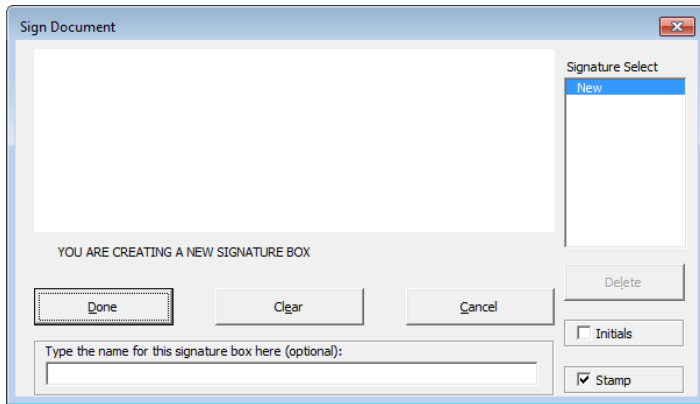 Sign Document
Signature Select
New
YOU ARE CREATING A NEW SIGNATURE BOX
Delete
Done
Clear
Cancel
Initials
Type the name for this signature box here (optional):
Stamp